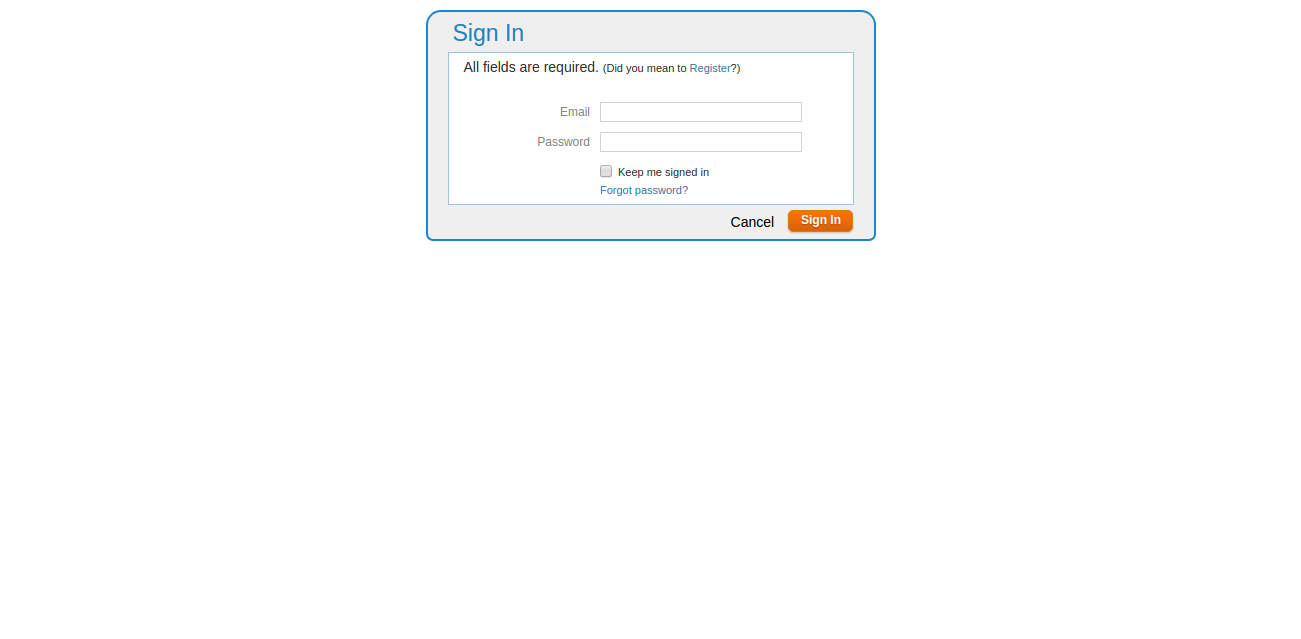 Sign In
All fields are required. (Did you mean to Register?)
Email
Password
Keep me signed in
Forgot password?
Cancel Sign In